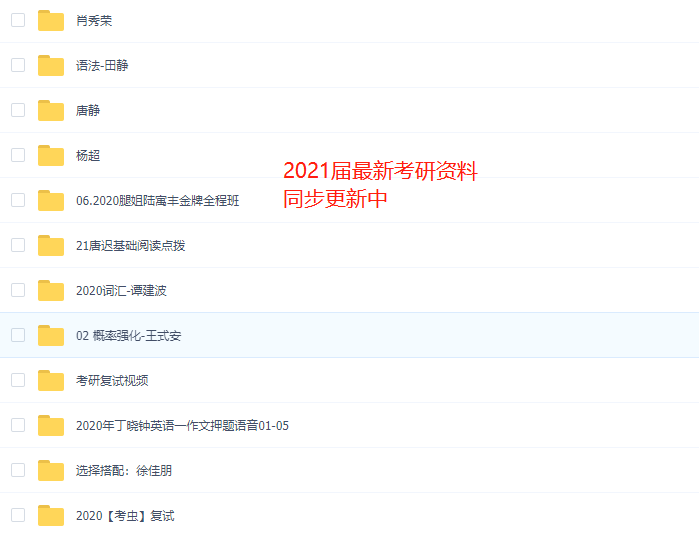 肖秀荣
语法-田静
唐静
杨超
2021届最新考研资料
同步更新中
06.2020腿姐陆寓丰金牌全程班
21唐迟基础阅读点拨
2020词汇-谭建波
02 概率强化-王式安
考研复试视频
2020年丁晓钟英语一作文押题语音01-05
选择搭配：徐佳朋
2020【考虫】复试